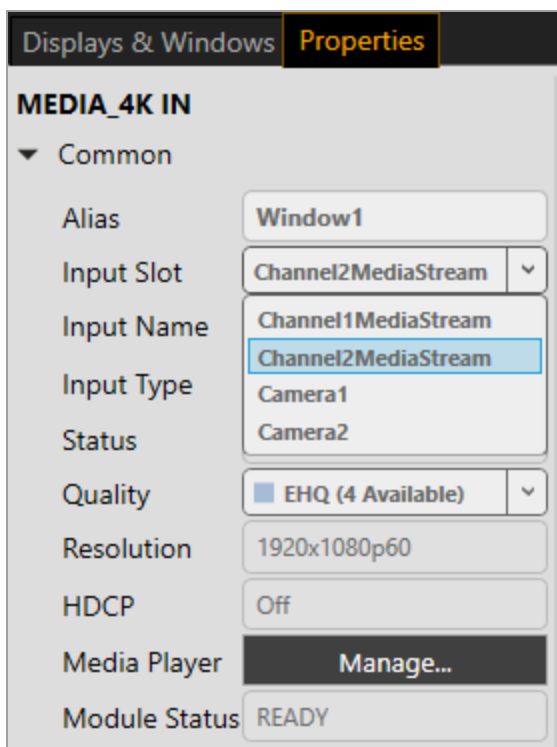 Displays & Windows Properties
MEDIA_4K IN
Common
Alias Window1
Input Slot Channel2MediaStream
Input Name Channel1MediaStream
Channel2MediaStream
Input Type Camera1
Status Camera2
Quality EHQ (4 Available)
Resolution 1920x1080p60
HDCP Off
Media Player Manage...
Module Status READY